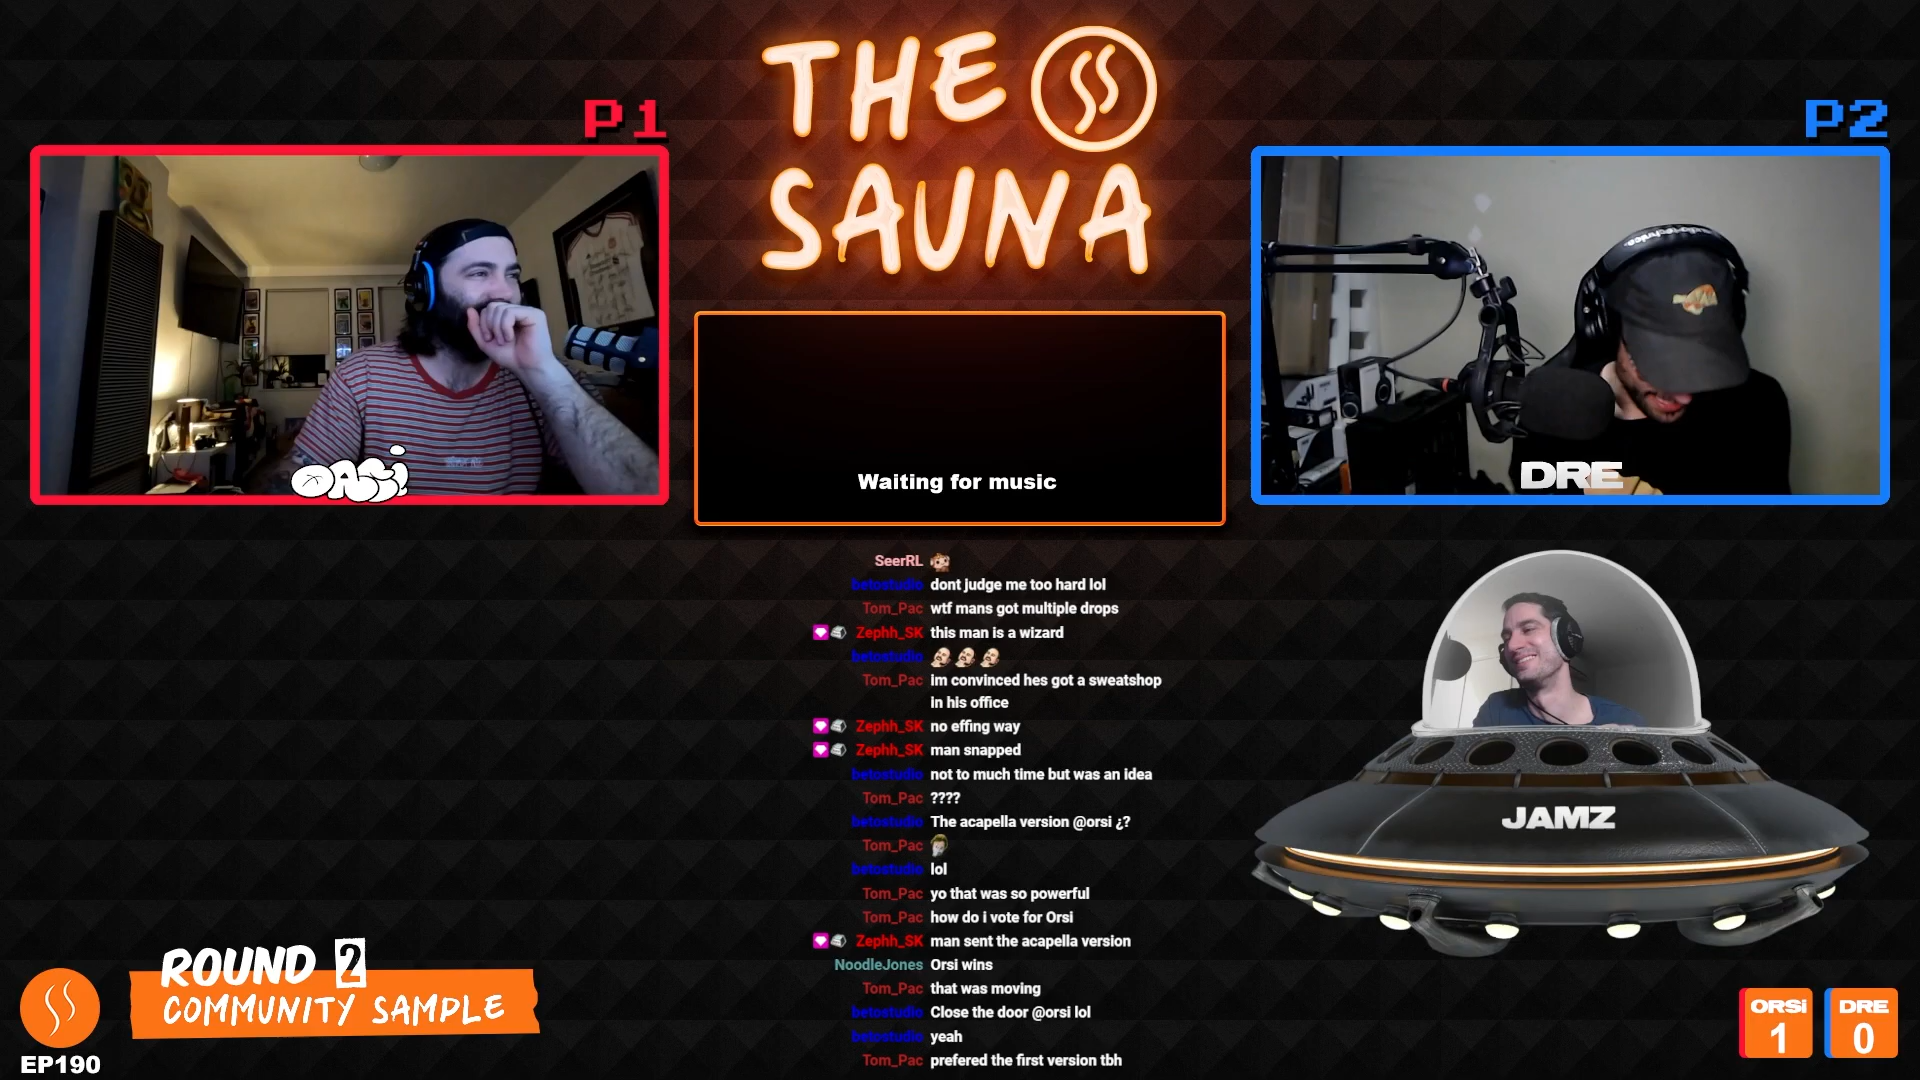 THE
SAUNA
P1
P2
OASi
Waiting for music
DRE
SeerRL
betostudio dont judge me too hard lol
Tom_Pac wtf mans got multiple drops
Zephh_SK this man is a wizard
betostudio
Tom_Pac im convinced hes got a sweatshop
in his office
Zephh_SK no effing way
Zephh_SK man snapped
betostudio not to much time but was an idea
Tom_Pac ????
betostudio The acapella version @orsi ¿?
Tom_Pac
betostudio lol
Tom_Pac yo that was so powerful
Tom_Pac how do i vote for Orsi
Zephh_SK man sent the acapella version
NoodleJones Orsi wins
Tom_Pac that was moving
betostudio Close the door @orsi lol
betostudio yeah
Tom_Pac prefered the first version tbh
JAMZ
ROUND 2
COMMUNITY SAMPLE
EP190
ORSi
1
DRE
0